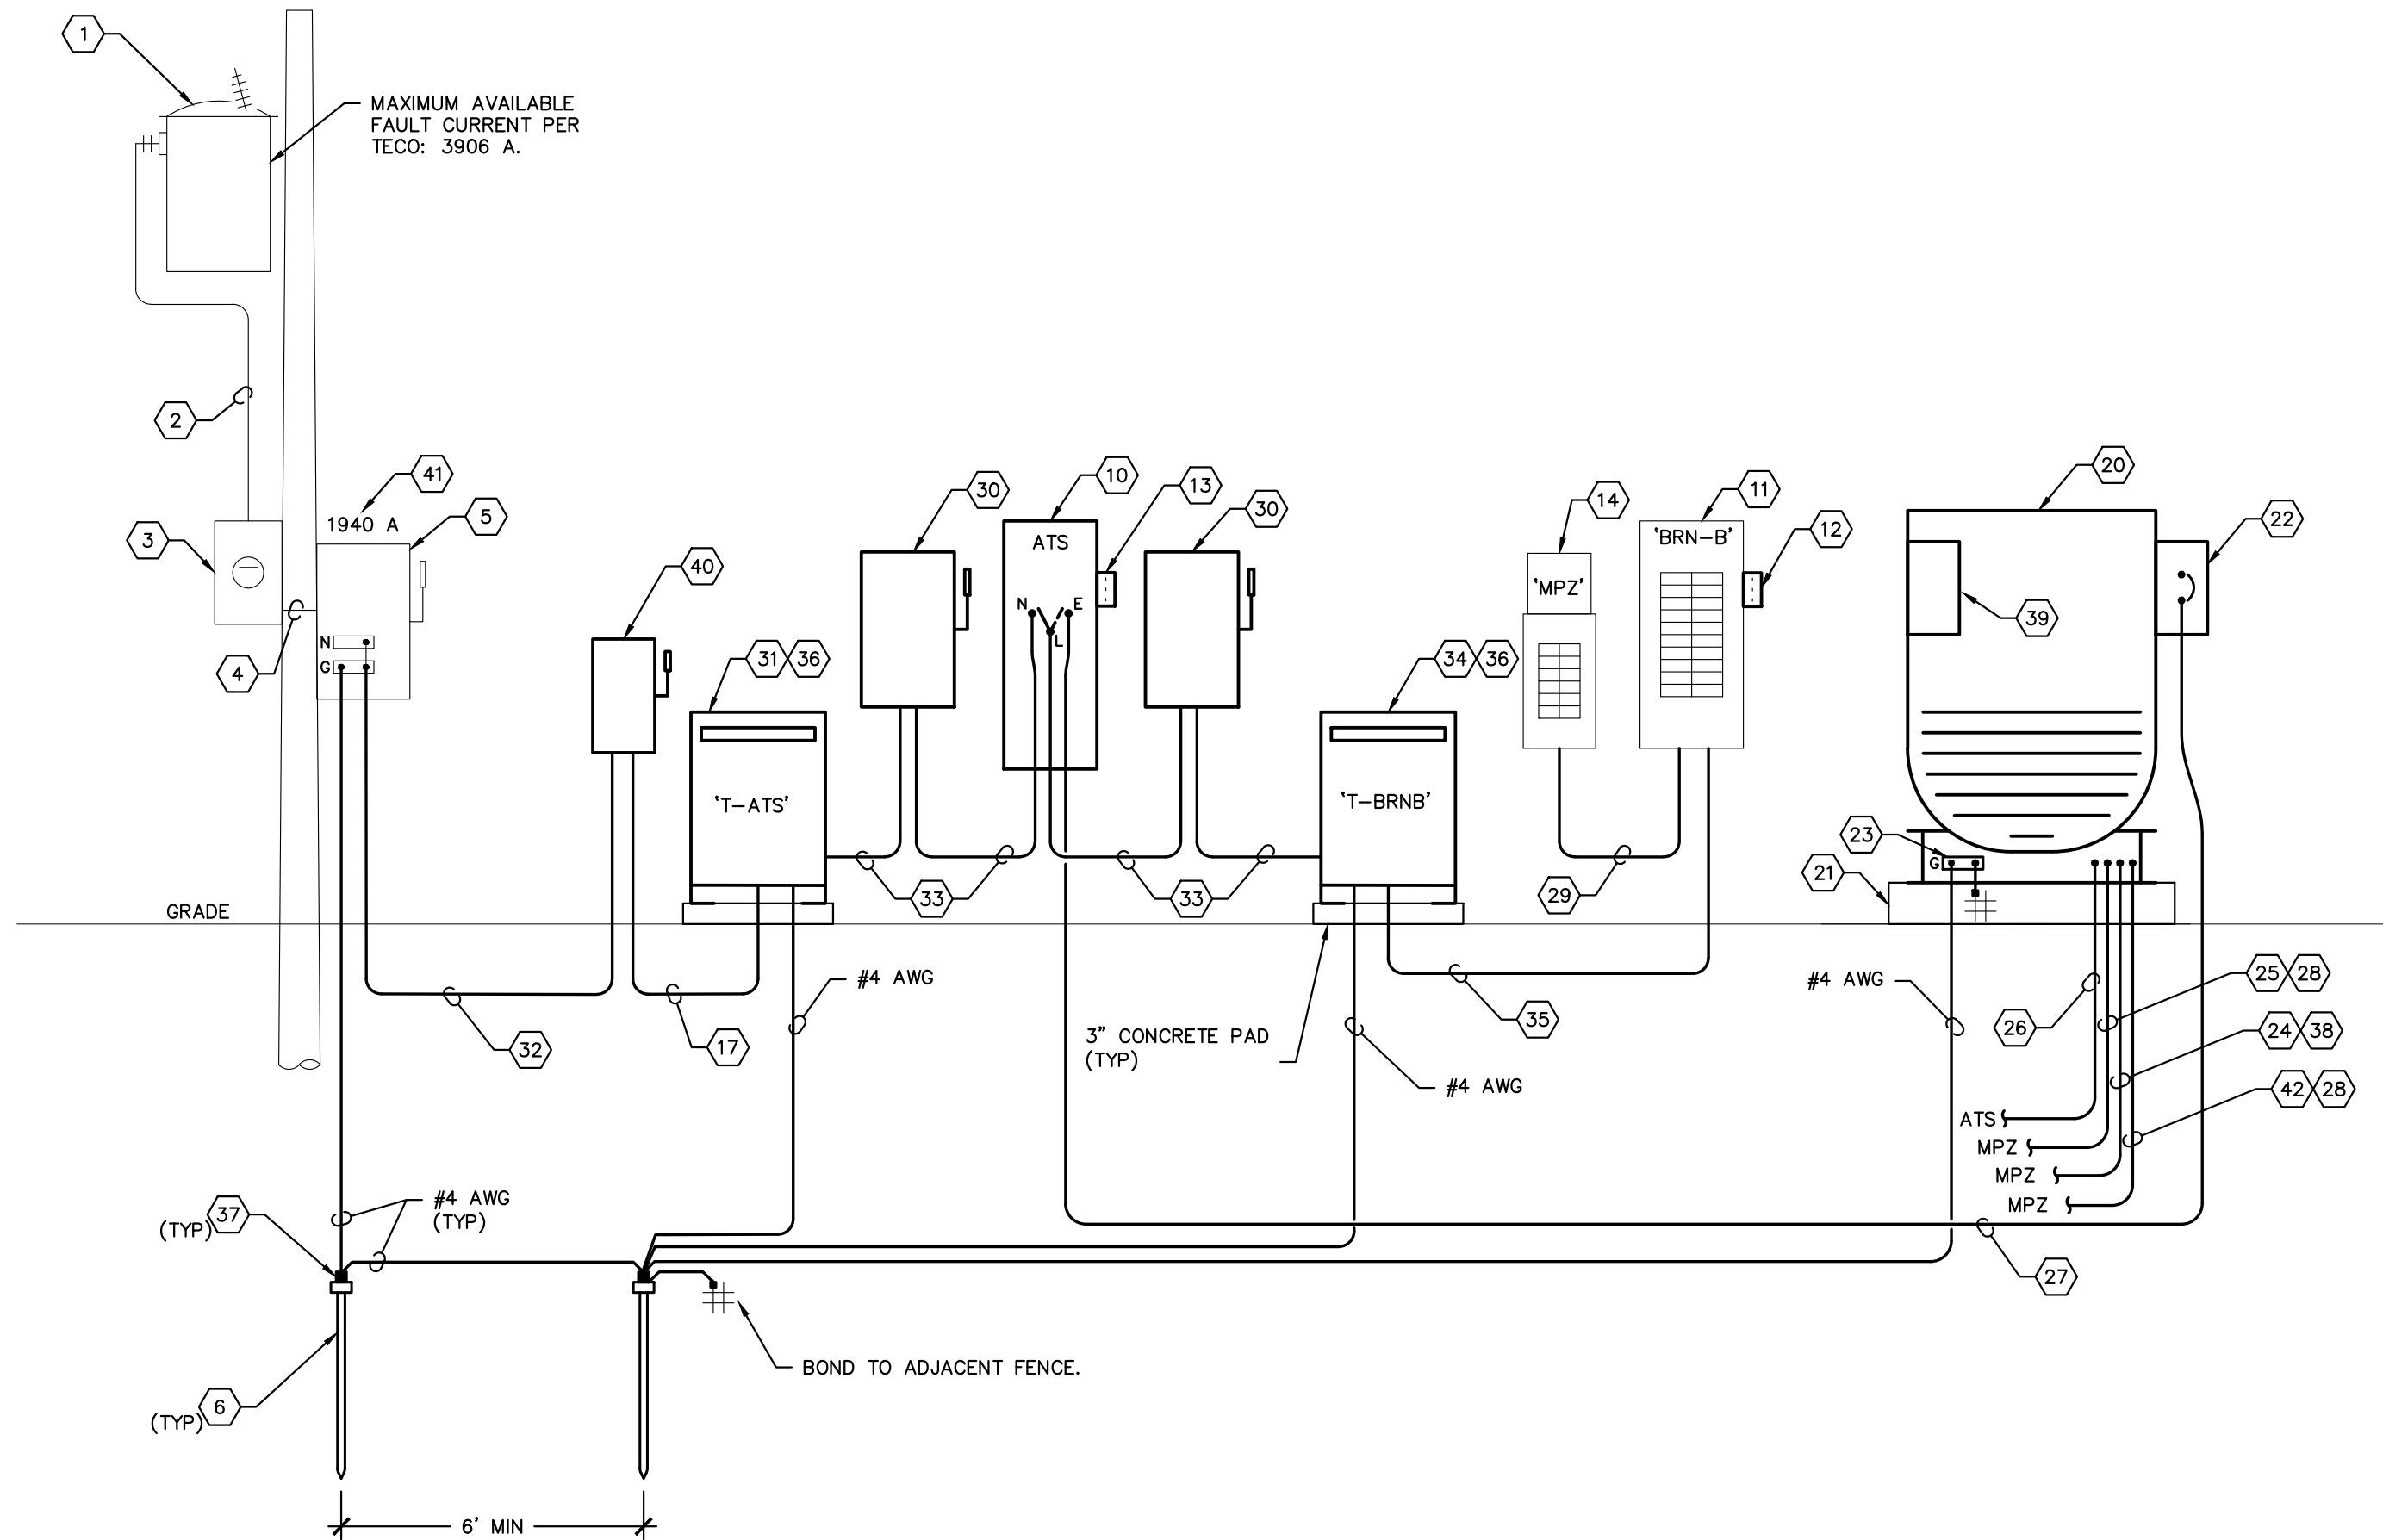 1
MAXIMUM AVAILABLE
FAULT CURRENT PER
TECO: 3906 A.
2
41
1940 A
5
3
4
N
G
40
31 36
'T-ATS'
30
10
ATS
13
N E
L
30
34 36
'T-BRNB'
14
'MPZ'
11
'BRN-B'
12
20
22
39
23
G
21
GRADE
33
33
29
#4 AWG
32
17
3" CONCRETE PAD
(TYP)
35
#4 AWG
#4 AWG
26
25 28
24 38
42 28
ATS
MPZ
MPZ
MPZ
(TYP) 37
#4 AWG
(TYP)
27
BOND TO ADJACENT FENCE.
(TYP) 6
6' MIN